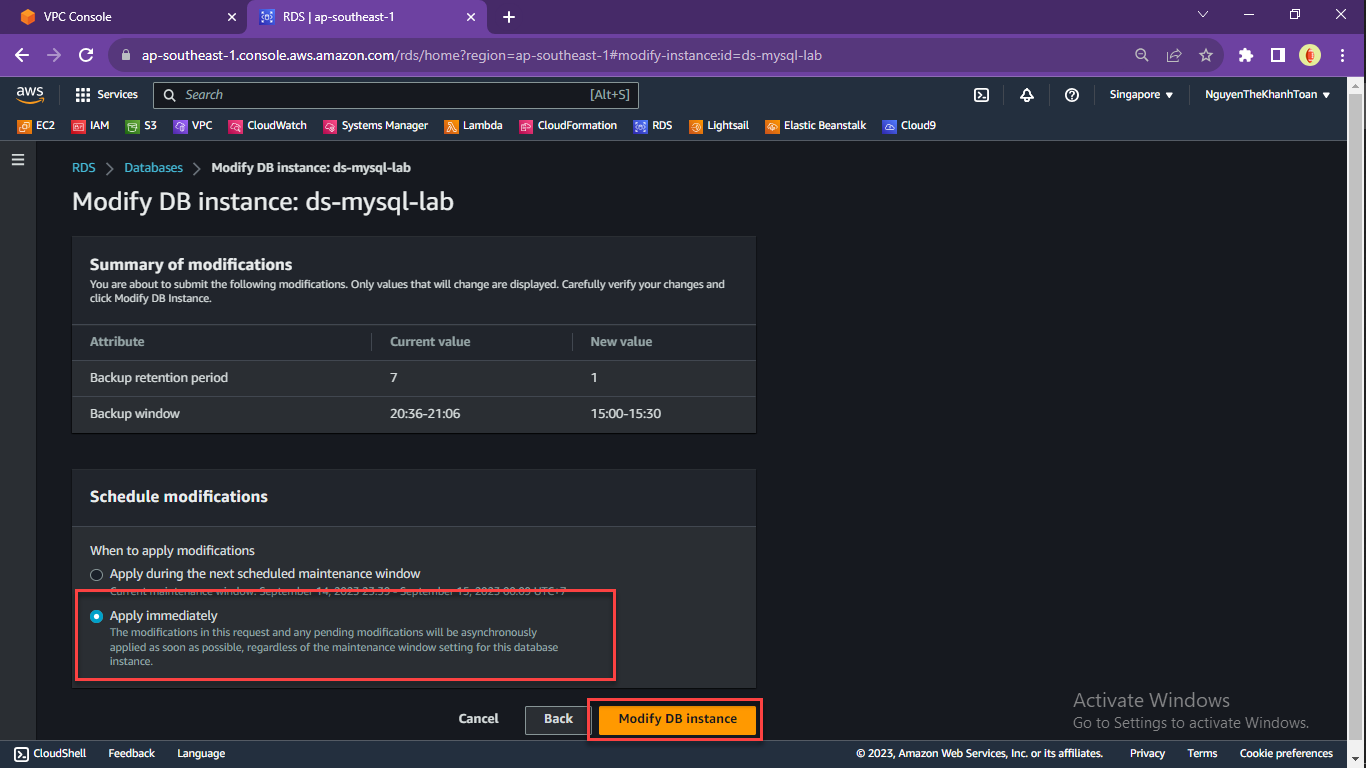 VPC Console
RDS | ap-southeast-1
ap-southeast-1.console.aws.amazon.com/rds/home?region=ap-southeast-1#modify-instance:id=ds-mysql-lab
aws
Services
Search
[Alt+S]
Singapore
NguyenTheKhanhToan
EC2
IAM
S3
VPC
CloudWatch
Systems Manager
Lambda
CloudFormation
RDS
Lightsail
Elastic Beanstalk
Cloud9
RDS
Databases
Modify DB instance: ds-mysql-lab
Modify DB instance: ds-mysql-lab
Summary of modifications
You are about to submit the following modifications. Only values that will change are displayed. Carefully verify your changes and
click Modify DB Instance.
Attribute
Current value
New value
Backup retention period
7
1
Backup window
20:36-21:06
15:00-15:30
Schedule modifications
When to apply modifications
Apply during the next scheduled maintenance window
Current maintenance window: September 14, 2023 23:39 - September 15, 2023 00:09 UTC+7
Apply immediately
The modifications in this request and any pending modifications will be asynchronously
applied as soon as possible, regardless of the maintenance window setting for this database
instance.
Cancel
Back
Modify DB instance
Activate Windows
Go to Settings to activate Windows.
CloudShell
Feedback
Language
© 2023, Amazon Web Services, Inc. or its affiliates.
Privacy
Terms
Cookie preferences